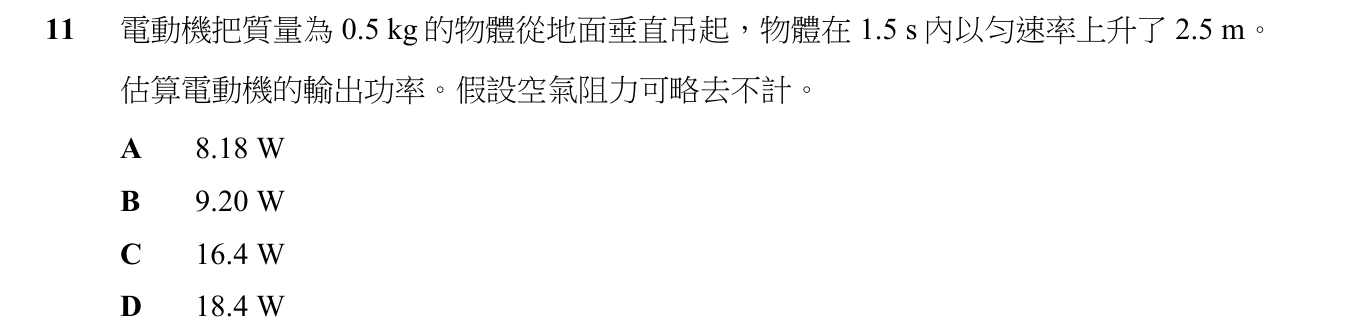 11 電動機把質量為 0.5 kg 的物體從地面垂直吊起，物體在 1.5 s 內以勻速率上升了 2.5 m。
估算電動機的輸出功率。假設空氣阻力可略去不計。
A 8.18 W
B 9.20 W
C 16.4 W
D 18.4 W